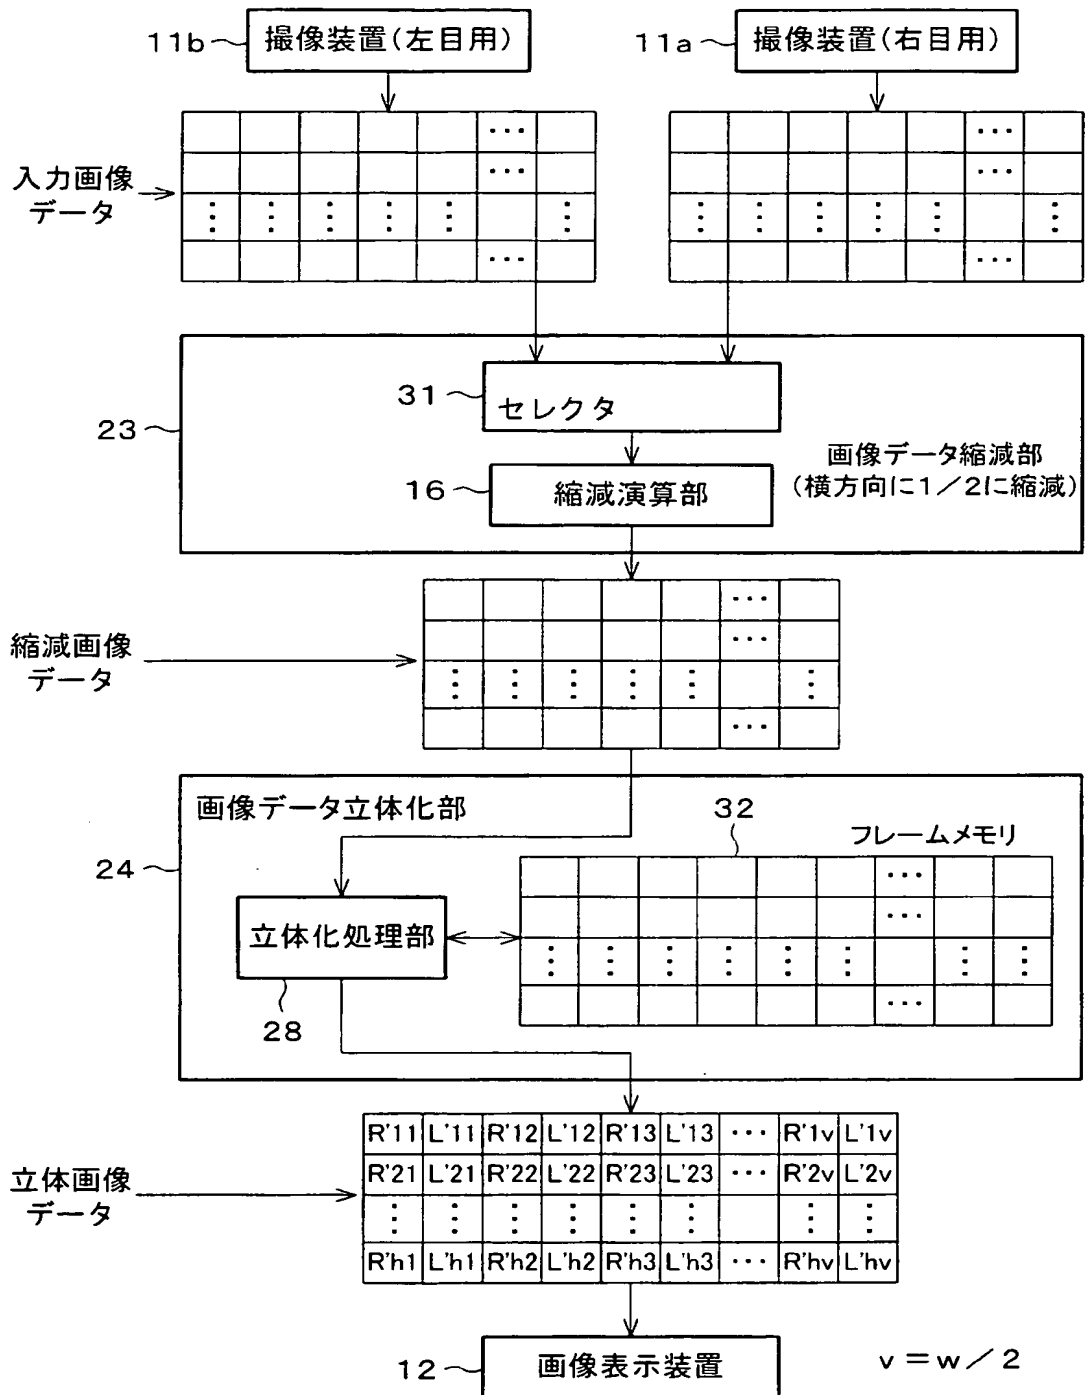 11b
撮像装置(左目用)
11a
撮像装置(右目用)
入力画像
データ
･･･ ･･･
･･･ ･･･
･･･ ･･･
31
セレクタ
23
画像データ縮減部
(横方向に1／2に縮減)
16
縮減演算部
縮減画像
データ
･･･
･･･
･･･
画像データ立体化部
32
フレームメモリ
24
立体化処理部
28
･･･
･･･
･･･
立体画像
データ
R'11 L'11 R'12 L'12 R'13 L'13 ･･･ R'1v L'1v
R'21 L'21 R'22 L'22 R'23 L'23 ･･･ R'2v L'2v
R'h1 L'h1 R'h2 L'h2 R'h3 L'h3 ･･･ R'hv L'hv
12
画像表示装置
v＝w／2